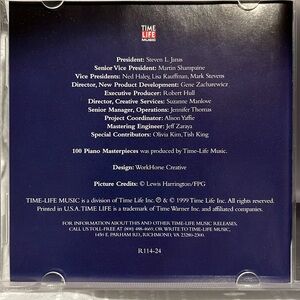 TIME
LIFE
MUSIC
President: Steven L. Janas
Senior Vice President: Martin Shampaine
Vice Presidents: Ned Haley, Lisa Kauffman, Mark Stevens
Director, New Product Development: Gene Zacharewicz
Executive Producer: Robert Hull
Director, Creative Services: Suzanne Manlove
Senior Manager, Operations: Jennifer Thomas
Project Coordinator: Alison Yaffie
Mastering Engineer: Jeff Zaraya
Special Contributors: Olivia Kim, Tish King
100 Piano Masterpieces was produced by Time-Life Music.
Design: WorkHorse Creative
Picture Credits: © Lewis Harrington/FPG
TIME-LIFE MUSIC is a division of Time Life Inc. ℗ & © 1999 Time Life Inc. All rights reserved.
Printed in U.S.A. TIME LIFE is a trademark of Time Warner Inc. and affiliated companies.
FOR INFORMATION ABOUT THIS AND OTHER TIME-LIFE MUSIC RELEASES,
CALL US TOLL-FREE AT (800) 488-4669, OR WRITE TO TIME-LIFE MUSIC,
1450 E. PARHAM RD., RICHMOND, VA 23280-2300.
R114-24